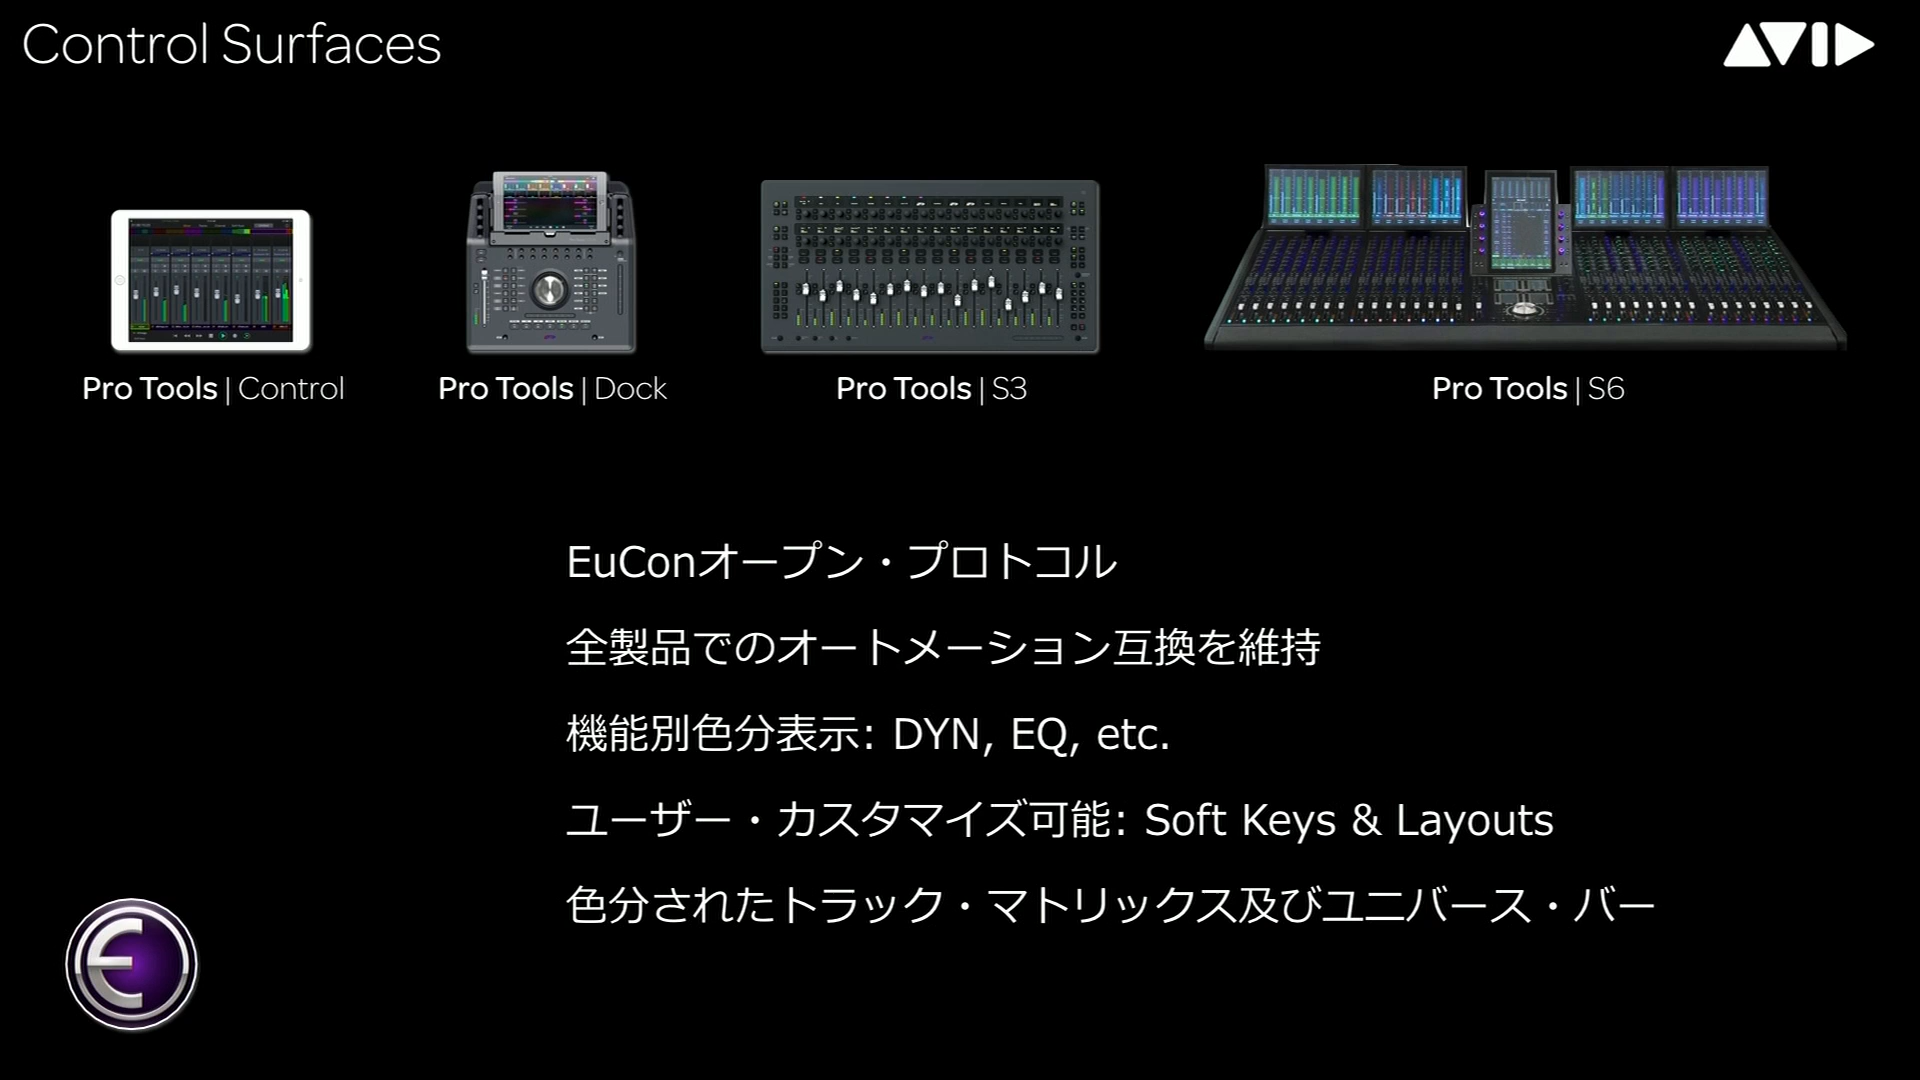 Control Surfaces
AVID
Pro Tools | Control
Pro Tools | Dock
Pro Tools | S3
Pro Tools | S6
EuConオープン・プロトコル
全製品でのオートメーション互換を維持
機能別色分表示: DYN, EQ, etc.
ユーザー・カスタマイズ可能: Soft Keys & Layouts
色分されたトラック・マトリックス及びユニバース・バー